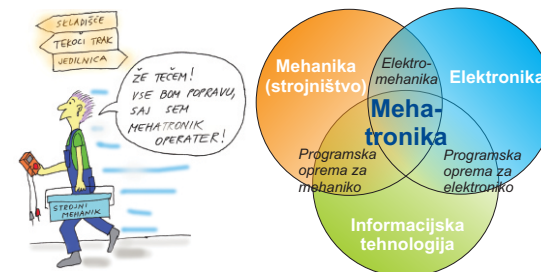 SKLADIŠČE
TEKOČI TRAK
JEDILNICA
ŽE TEČEM!
VSE BOM POPRAVU,
SAJ SEM
MEHATRONIK
OPERATER!
STROJNI
MEHANIK
Mehanika
(strojništvo)
Elektro-
mehanika
Elektronika
Meha-
tronika
Programska
oprema za
mehaniko
Programska
oprema za
elektroniko
Informacijska
tehnologija